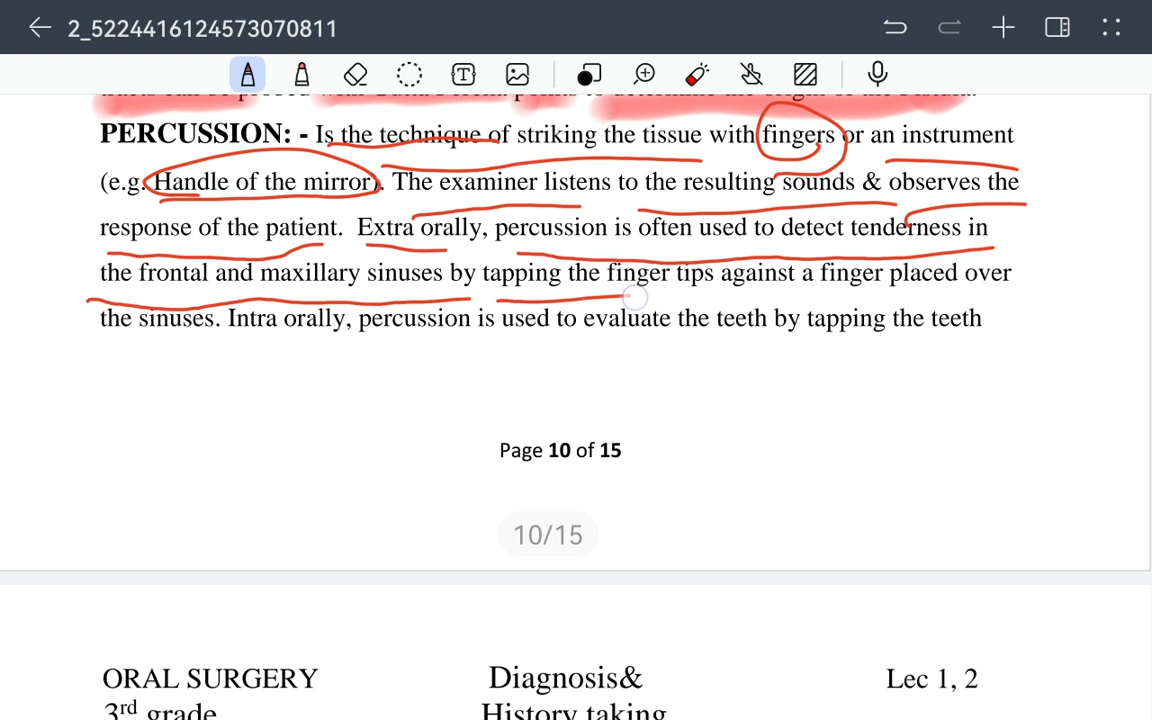 2_5224416124573070811
PERCUSSION: - Is the technique of striking the tissue with fingers or an instrument
(e.g. Handle of the mirror). The examiner listens to the resulting sounds & observes the
response of the patient. Extra orally, percussion is often used to detect tenderness in
the frontal and maxillary sinuses by tapping the finger tips against a finger placed over
the sinuses. Intra orally, percussion is used to evaluate the teeth by tapping the teeth
Page 10 of 15
10/15
ORAL SURGERY Diagnosis& Lec 1, 2
3rd grade History taking